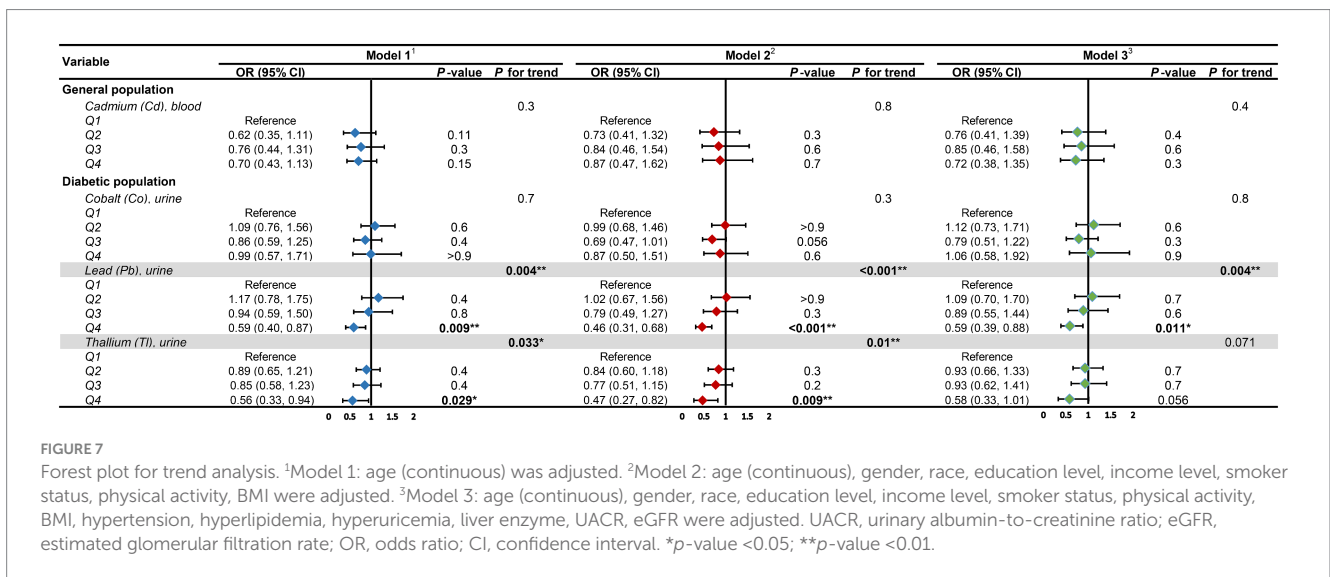 Variable Model 1¹ Model 2² Model 3³
OR (95% CI) P-value P for trend OR (95% CI) P-value P for trend OR (95% CI) P-value P for trend
General population
Cadmium (Cd), blood 0.3 0.8 0.4
Q1 Reference Reference Reference
Q2 0.62 (0.35, 1.11) 0.11 0.73 (0.41, 1.32) 0.3 0.76 (0.41, 1.39) 0.4
Q3 0.76 (0.44, 1.31) 0.3 0.84 (0.46, 1.54) 0.6 0.85 (0.46, 1.58) 0.6
Q4 0.70 (0.43, 1.13) 0.15 0.87 (0.47, 1.62) 0.7 0.72 (0.38, 1.35) 0.3
Diabetic population
Cobalt (Co), urine 0.7 0.3 0.8
Q1 Reference Reference Reference
Q2 1.09 (0.76, 1.56) 0.6 0.99 (0.68, 1.46) >0.9 1.12 (0.73, 1.71) 0.6
Q3 0.86 (0.59, 1.25) 0.4 0.69 (0.47, 1.01) 0.056 0.79 (0.51, 1.22) 0.3
Q4 0.99 (0.57, 1.71) >0.9 0.87 (0.50, 1.51) 0.6 1.06 (0.58, 1.92) 0.9
Lead (Pb), urine 0.004** <0.001** 0.004**
Q1 Reference Reference Reference
Q2 1.17 (0.78, 1.75) 0.4 1.02 (0.67, 1.56) >0.9 1.09 (0.70, 1.70) 0.7
Q3 0.94 (0.59, 1.50) 0.8 0.79 (0.49, 1.27) 0.3 0.89 (0.55, 1.44) 0.6
Q4 0.59 (0.40, 0.87) 0.009** 0.46 (0.31, 0.68) <0.001** 0.59 (0.39, 0.88) 0.011*
Thallium (Tl), urine 0.033* 0.01** 0.071
Q1 Reference Reference Reference
Q2 0.89 (0.65, 1.21) 0.4 0.84 (0.60, 1.18) 0.3 0.93 (0.66, 1.33) 0.7
Q3 0.85 (0.58, 1.23) 0.4 0.77 (0.51, 1.15) 0.2 0.93 (0.62, 1.41) 0.7
Q4 0.56 (0.33, 0.94) 0.029* 0.47 (0.27, 0.82) 0.009** 0.58 (0.33, 1.01) 0.056
0 0.5 1 1.5 2 0 0.5 1 1.5 2 0 0.5 1 1.5 2
FIGURE 7
Forest plot for trend analysis. ¹Model 1: age (continuous) was adjusted. ²Model 2: age (continuous), gender, race, education level, income level, smoker
status, physical activity, BMI were adjusted. ³Model 3: age (continuous), gender, race, education level, income level, smoker status, physical activity,
BMI, hypertension, hyperlipidemia, hyperuricemia, liver enzyme, UACR, eGFR were adjusted. UACR, urinary albumin-to-creatinine ratio; eGFR,
estimated glomerular filtration rate; OR, odds ratio; CI, confidence interval. *p-value <0.05; **p-value <0.01.